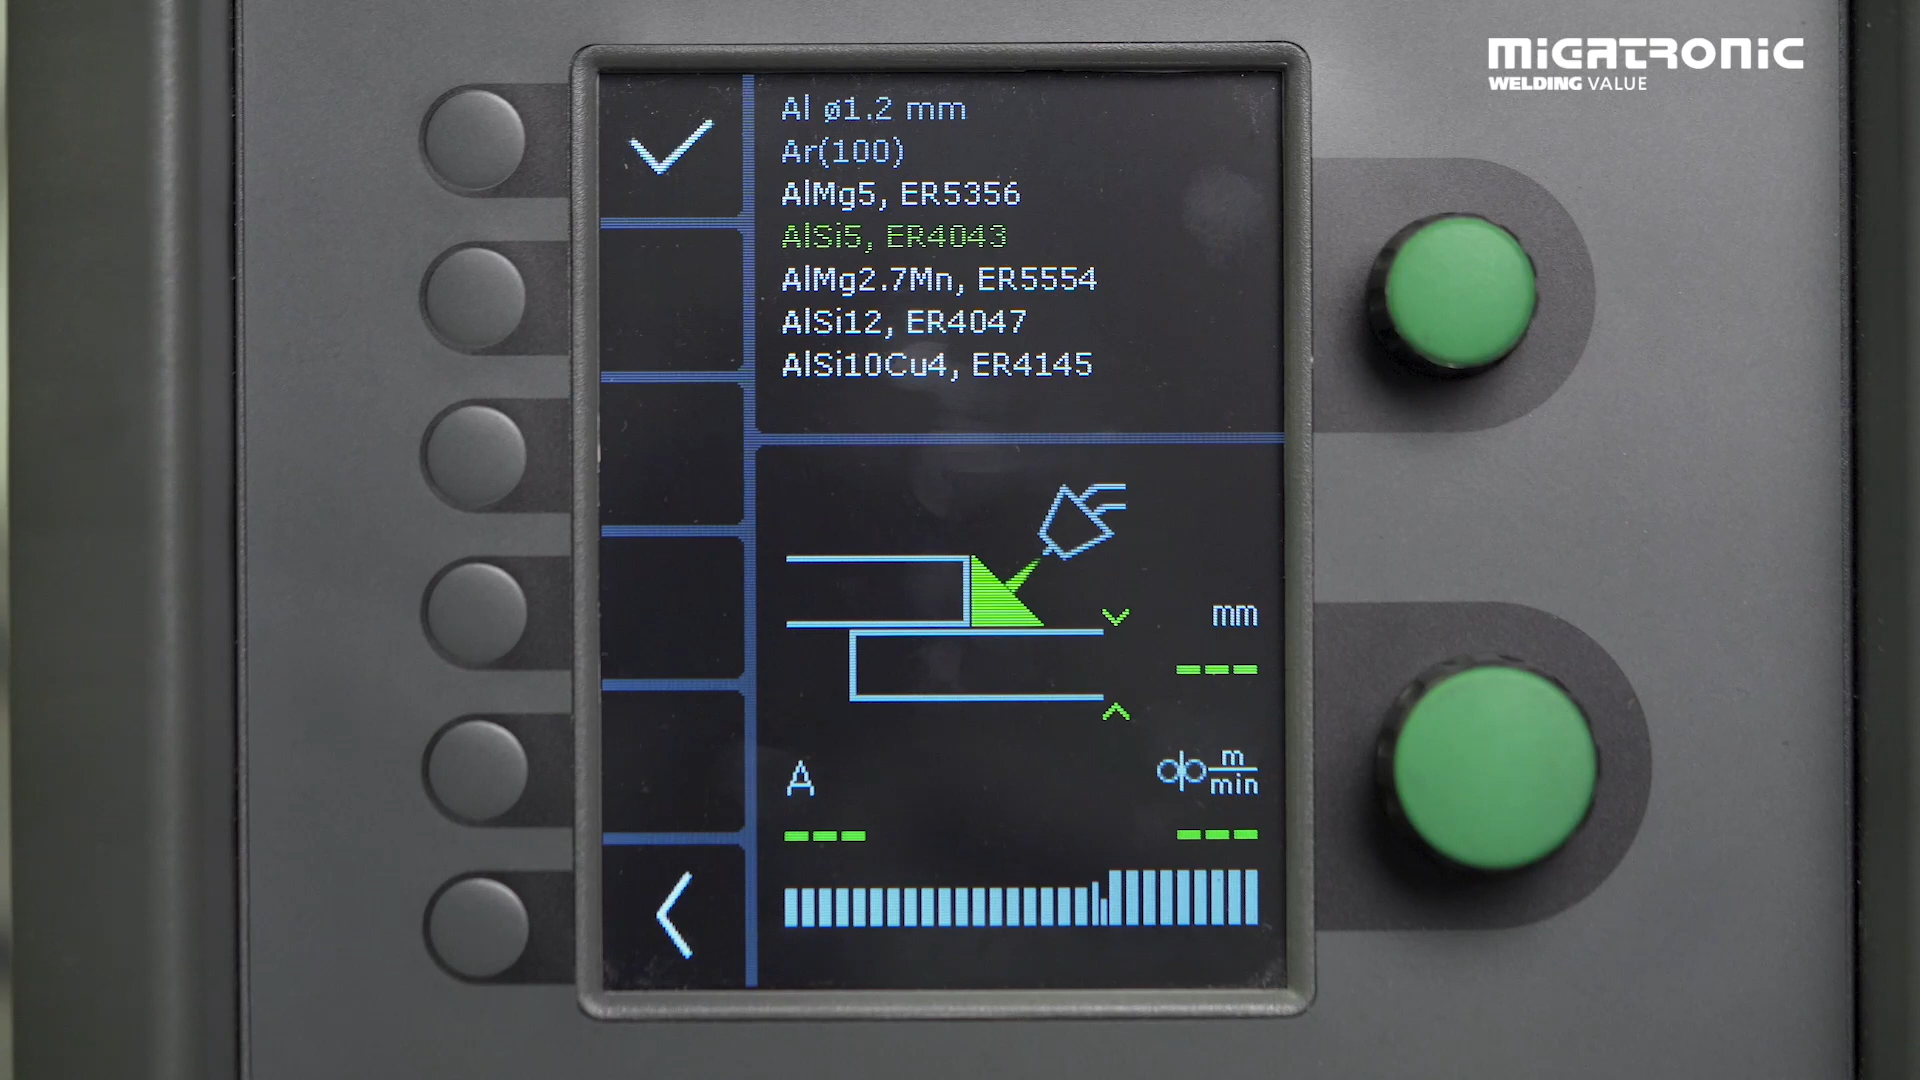 MIGATRONIC
WELDING VALUE
Al ø1.2 mm
Ar(100)
AlMg5, ER5356
AlSi5, ER4043
AlMg2.7Mn, ER5554
AlSi12, ER4047
AlSi10Cu4, ER4145
mm
---
A
m
min
---
---